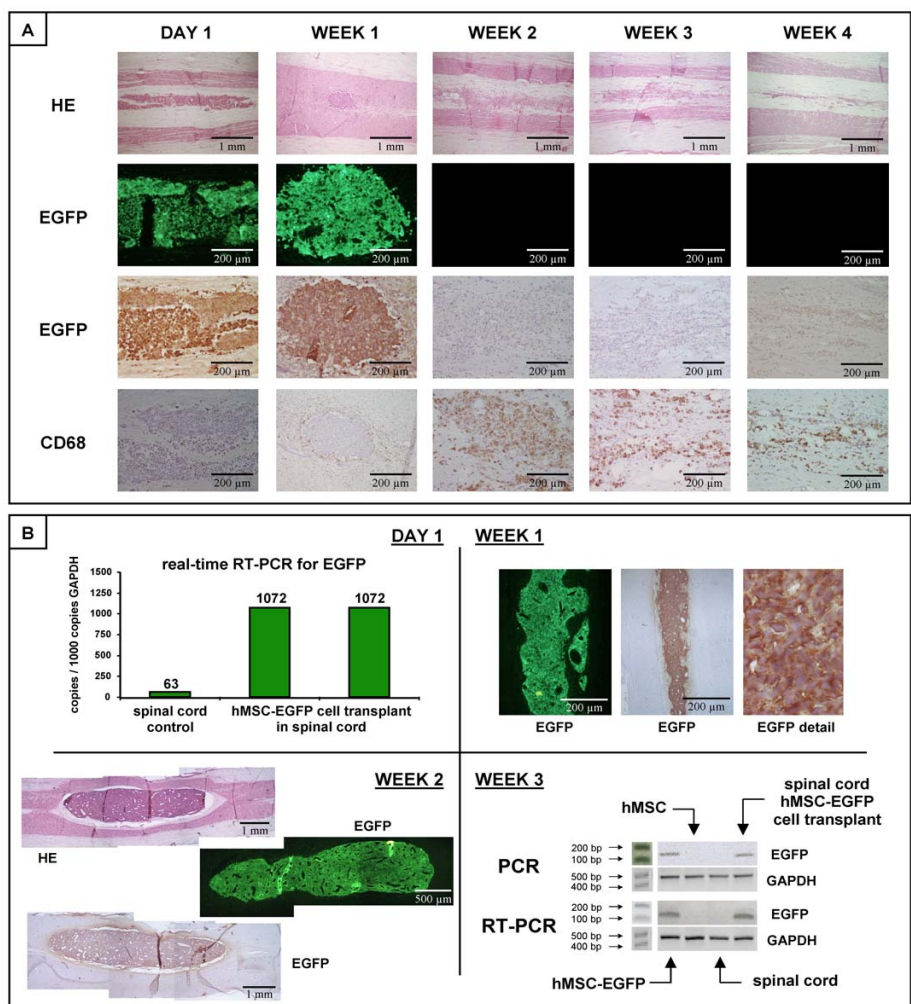 A
DAY 1 WEEK 1 WEEK 2 WEEK 3 WEEK 4
HE
1 mm 1 mm 1 mm 1 mm 1 mm
EGFP
200 µm 200 µm 200 µm 200 µm 200 µm
EGFP
200 µm 200 µm 200 µm 200 µm 200 µm
CD68
200 µm 200 µm 200 µm 200 µm 200 µm
B
DAY 1
real-time RT-PCR for EGFP
copies / 1000 copies GAPDH
1500
1250
1000
750
500
250
0
63
1072
1072
spinal cord
control
hMSC-EGFP cell transplant
in spinal cord
WEEK 1
200 µm 200 µm
EGFP EGFP EGFP detail
WEEK 2
1 mm
HE
EGFP
500 µm
EGFP
1 mm
WEEK 3
hMSC
spinal cord
hMSC-EGFP
cell transplant
PCR
200 bp
100 bp
EGFP
500 bp
400 bp
GAPDH
RT-PCR
200 bp
100 bp
EGFP
500 bp
400 bp
GAPDH
hMSC-EGFP
spinal cord